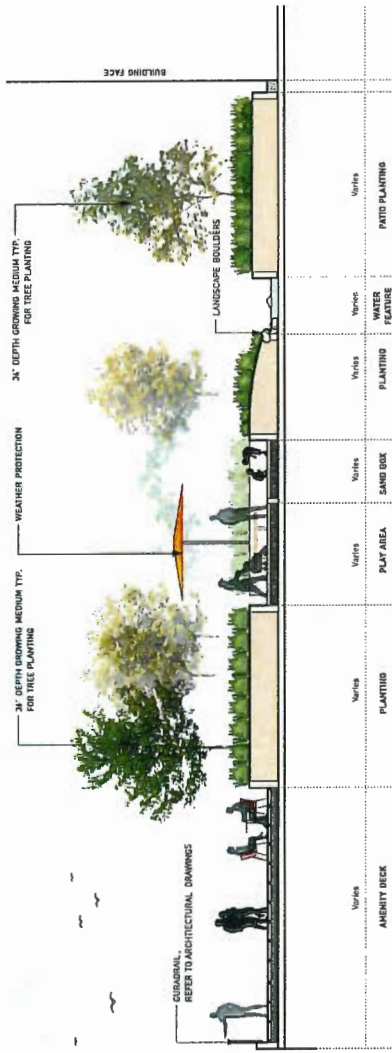 36" DEPTH GROWING MEDIUM TYP.
FOR TREE PLANTING
WEATHER PROTECTION
36" DEPTH GROWING MEDIUM TYP.
FOR TREE PLANTING
BUILDING FACE
LANDSCAPE BOULDERS
GURADRAIL,
REFER TO ARCHITECTURAL DRAWINGS
Varies
Varies
Varies
Varies
Varies
Varies
Varies
AMENITY DECK
PLANTING
PLAY AREA
SAND BOX
PLANTING
WATER
FEATURE
PATIO PLANTING